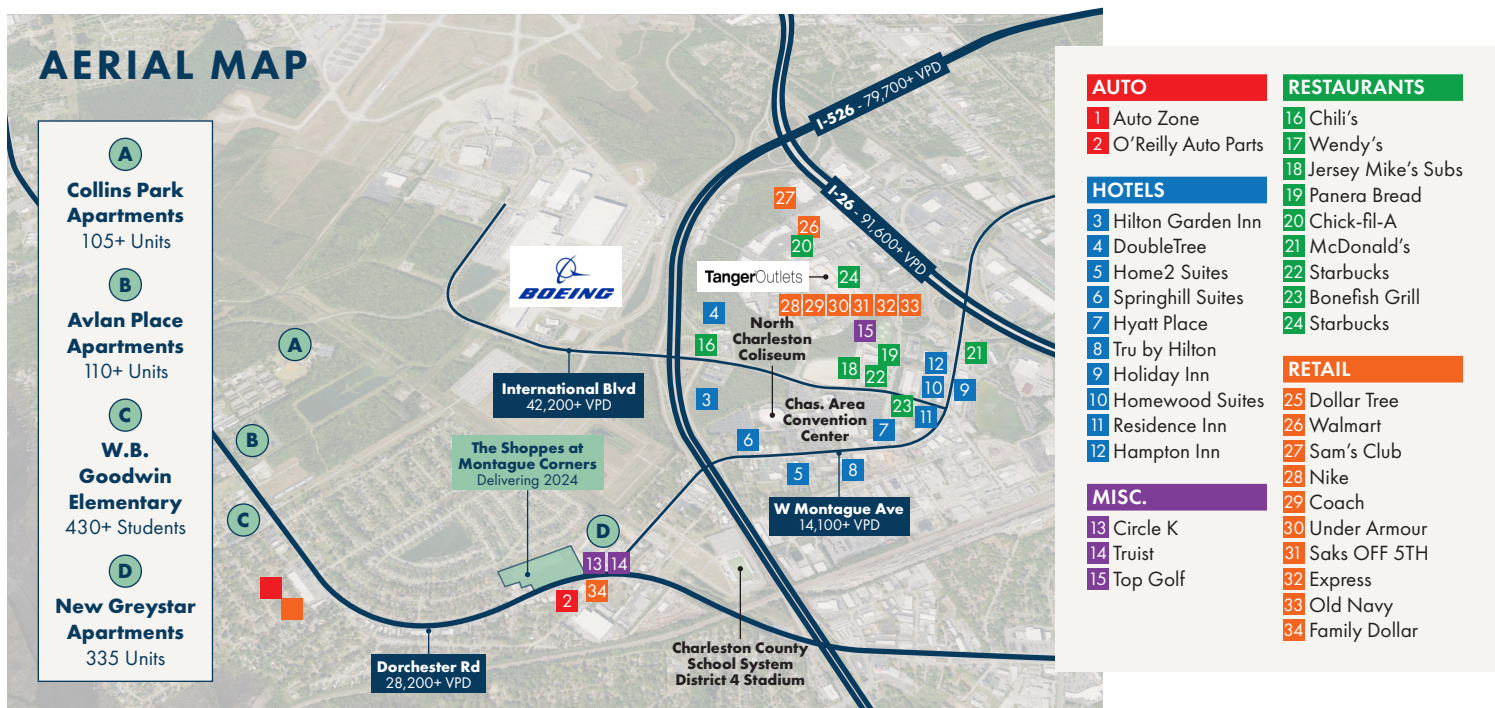 AERIAL MAP
A
Collins Park
Apartments
105+ Units
B
Avlan Place
Apartments
110+ Units
C
W.B.
Goodwin
Elementary
430+ Students
D
New Greystar
Apartments
335 Units
I-526 - 79,700+ VPD
I-26 - 91,600+ VPD
27
26
20
BOEING
TangerOutlets
24
28 29 30 31 32 33
4
15
North
Charleston
Coliseum
A
16
19
21
12
18
22
10
9
International Blvd
42,200+ VPD
3
23
11
Chas. Area
Convention
Center
7
B
6
The Shoppes at
Montague Corners
Delivering 2024
5
8
W Montague Ave
14,100+ VPD
C
D
13 14
34
2
Charleston County
School System
District 4 Stadium
Dorchester Rd
28,200+ VPD
AUTO
1 Auto Zone
2 O'Reilly Auto Parts
HOTELS
3 Hilton Garden Inn
4 DoubleTree
5 Home2 Suites
6 Springhill Suites
7 Hyatt Place
8 Tru by Hilton
9 Holiday Inn
10 Homewood Suites
11 Residence Inn
12 Hampton Inn
MISC.
13 Circle K
14 Truist
15 Top Golf
RESTAURANTS
16 Chili's
17 Wendy's
18 Jersey Mike's Subs
19 Panera Bread
20 Chick-fil-A
21 McDonald's
22 Starbucks
23 Bonefish Grill
24 Starbucks
RETAIL
25 Dollar Tree
26 Walmart
27 Sam's Club
28 Nike
29 Coach
30 Under Armour
31 Saks OFF 5TH
32 Express
33 Old Navy
34 Family Dollar